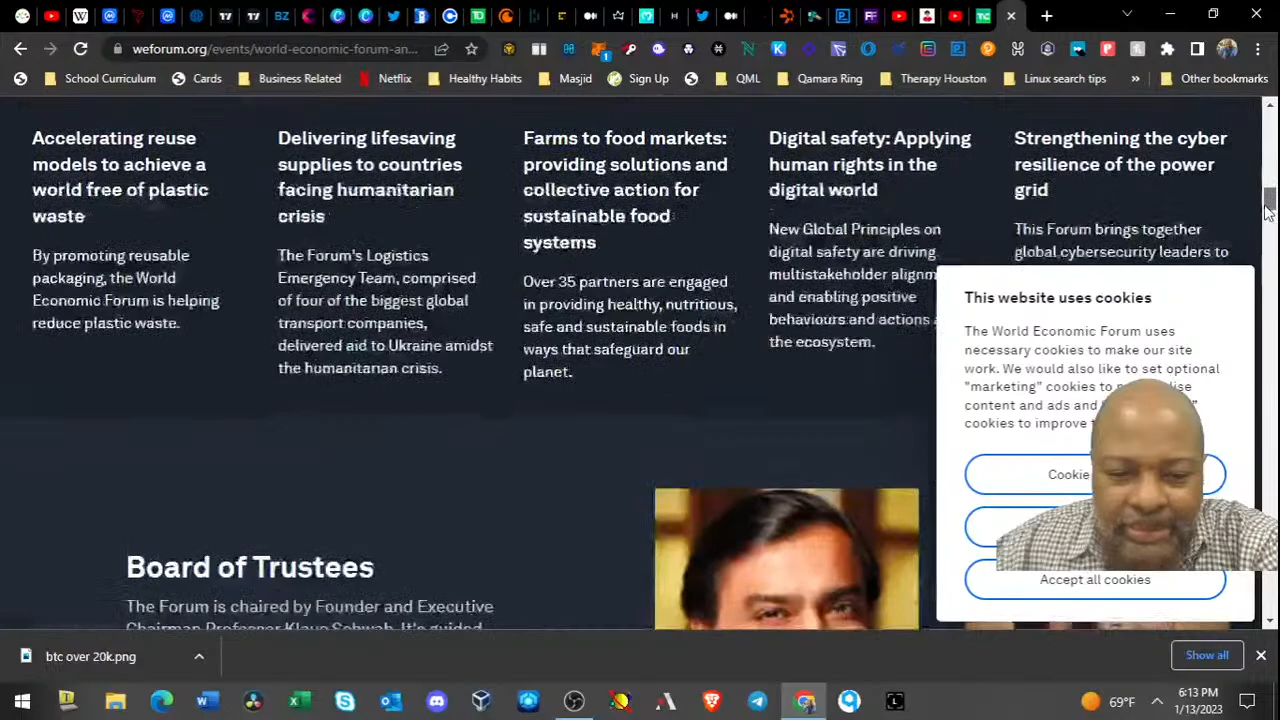 weforum.org/events/world-economic-forum-an...
School Curriculum
Cards
Business Related
Netflix
Healthy Habits
Masjid
Sign Up
QML
Qamara Ring
Therapy Houston
Linux search tips
»
Other bookmarks
Accelerating reuse
models to achieve a
world free of plastic
waste
By promoting reusable
packaging, the World
Economic Forum is helping
reduce plastic waste.
Delivering lifesaving
supplies to countries
facing humanitarian
crisis
The Forum's Logistics
Emergency Team, comprised
of four of the biggest global
transport companies,
delivered aid to Ukraine amidst
the humanitarian crisis.
Farms to food markets:
providing solutions and
collective action for
sustainable food
systems
Over 35 partners are engaged
in providing healthy, nutritious,
safe and sustainable foods in
ways that safeguard our
planet.
Digital safety: Applying
human rights in the
digital world
New Global Principles on
digital safety are driving
multistakeholder alignm
and enabling positive
behaviours and actions
the ecosystem.
Strengthening the cyber
resilience of the power
grid
This Forum brings together
global cybersecurity leaders to
This website uses cookies
The World Economic Forum uses
necessary cookies to make our site
work. We would also like to set optional
"marketing" cookies to
content and ads and
cookies to improve
Cookie
Accept all cookies
Board of Trustees
The Forum is chaired by Founder and Executive
Chairman Professor Klaus Schwab. It's guided
btc over 20k.png
Show all
69°F
6:13 PM
1/13/2023